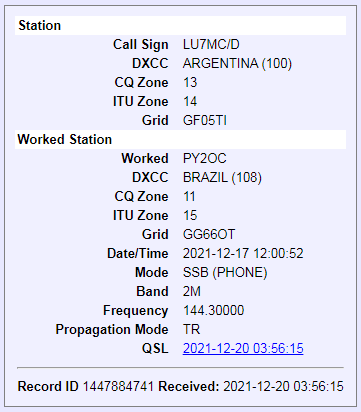 Station
Call Sign LU7MC/D
DXCC ARGENTINA (100)
CQ Zone 13
ITU Zone 14
Grid GF05TI
Worked Station
Worked PY2OC
DXCC BRAZIL (108)
CQ Zone 11
ITU Zone 15
Grid GG66OT
Date/Time 2021-12-17 12:00:52
Mode SSB (PHONE)
Band 2M
Frequency 144.30000
Propagation Mode TR
QSL 2021-12-20 03:56:15
Record ID 1447884741 Received: 2021-12-20 03:56:15